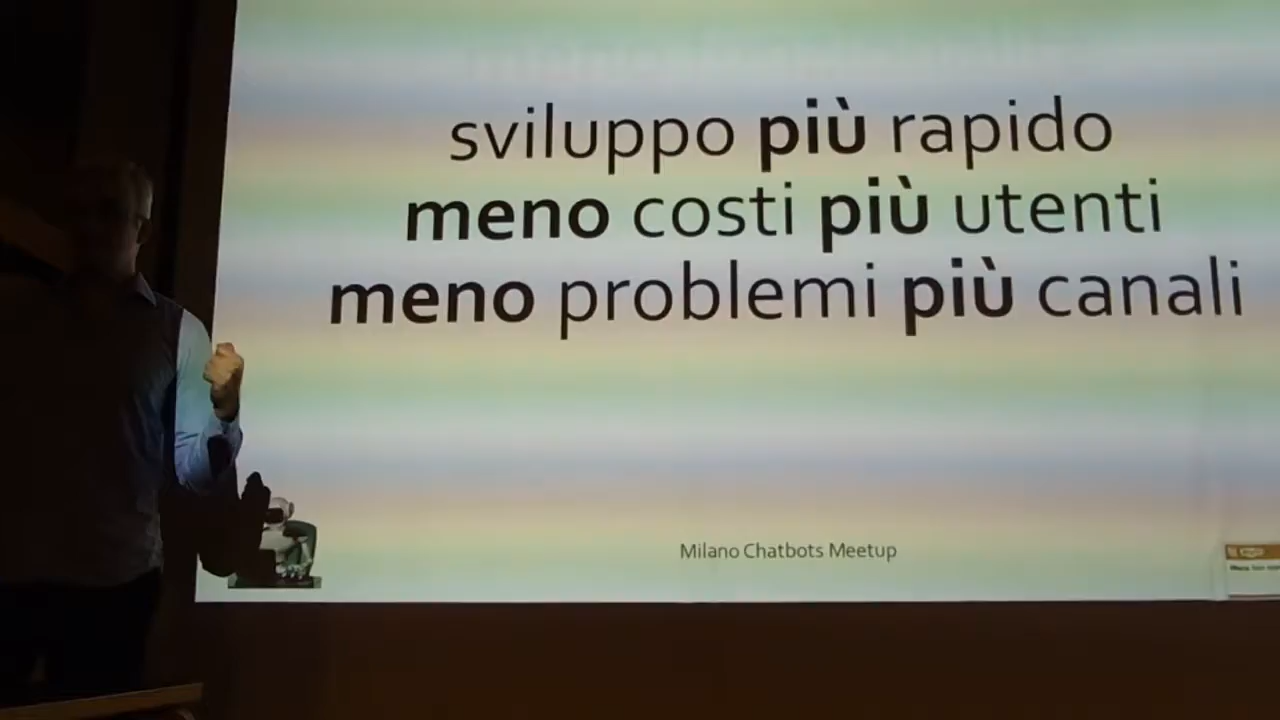 sviluppo più rapido
meno costi più utenti
meno problemi più canali
Milano Chatbots Meetup